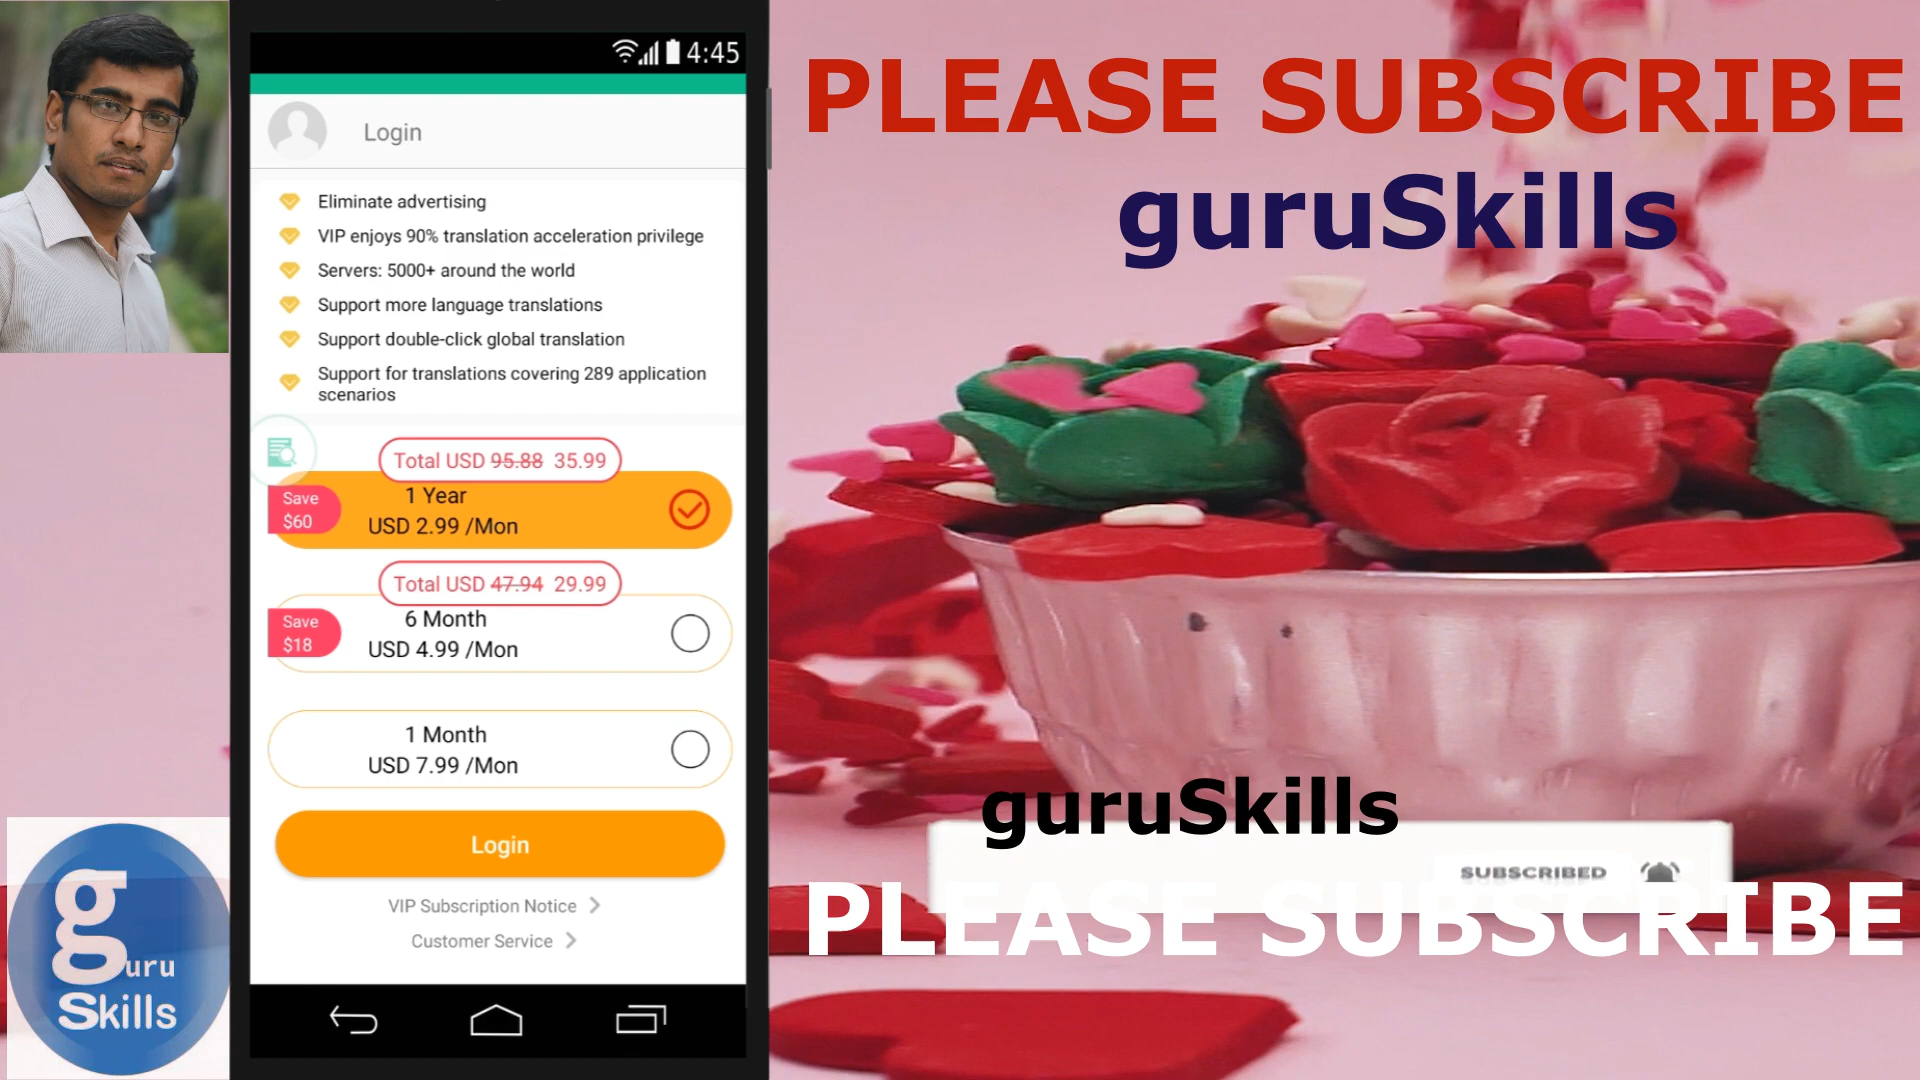 4:45
Login
Eliminate advertising
VIP enjoys 90% translation acceleration privilege
Servers: 5000+ around the world
Support more language translations
Support double-click global translation
Support for translations covering 289 application
scenarios
Total USD 95.88 35.99
Save
$60
1 Year
USD 2.99 /Mon
Total USD 47.94 29.99
Save
$18
6 Month
USD 4.99 /Mon
1 Month
USD 7.99 /Mon
Login
VIP Subscription Notice
Customer Service
guru
Skills
PLEASE SUBSCRIBE
guruSkills
guruSkills
SUBSCRIBED
PLEASE SUBSCRIBE